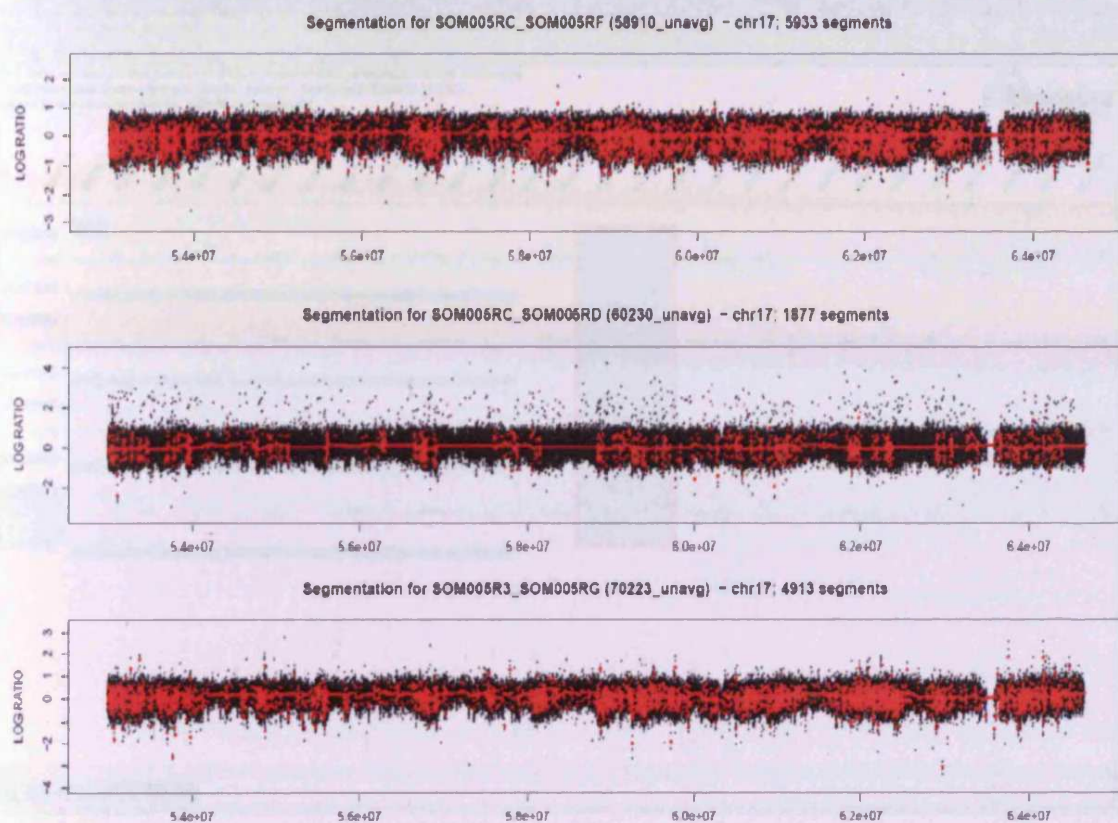 Segmentation for SOM005RC_SOM005RF (58910_unavg) - chr17; 5933 segments
LOG RATIO
2
1
0
-1
-2
-3
5.4e+07 5.6e+07 5.8e+07 6.0e+07 6.2e+07 6.4e+07
Segmentation for SOM005RC_SOM005RD (60230_unavg) - chr17; 1877 segments
LOG RATIO
4
2
0
-2
5.4e+07 5.6e+07 5.8e+07 6.0e+07 6.2e+07 6.4e+07
Segmentation for SOM005R3_SOM005RG (70223_unavg) - chr17; 4913 segments
LOG RATIO
3
2
1
0
-2
-4
5.4e+07 5.6e+07 5.8e+07 6.0e+07 6.2e+07 6.4e+07